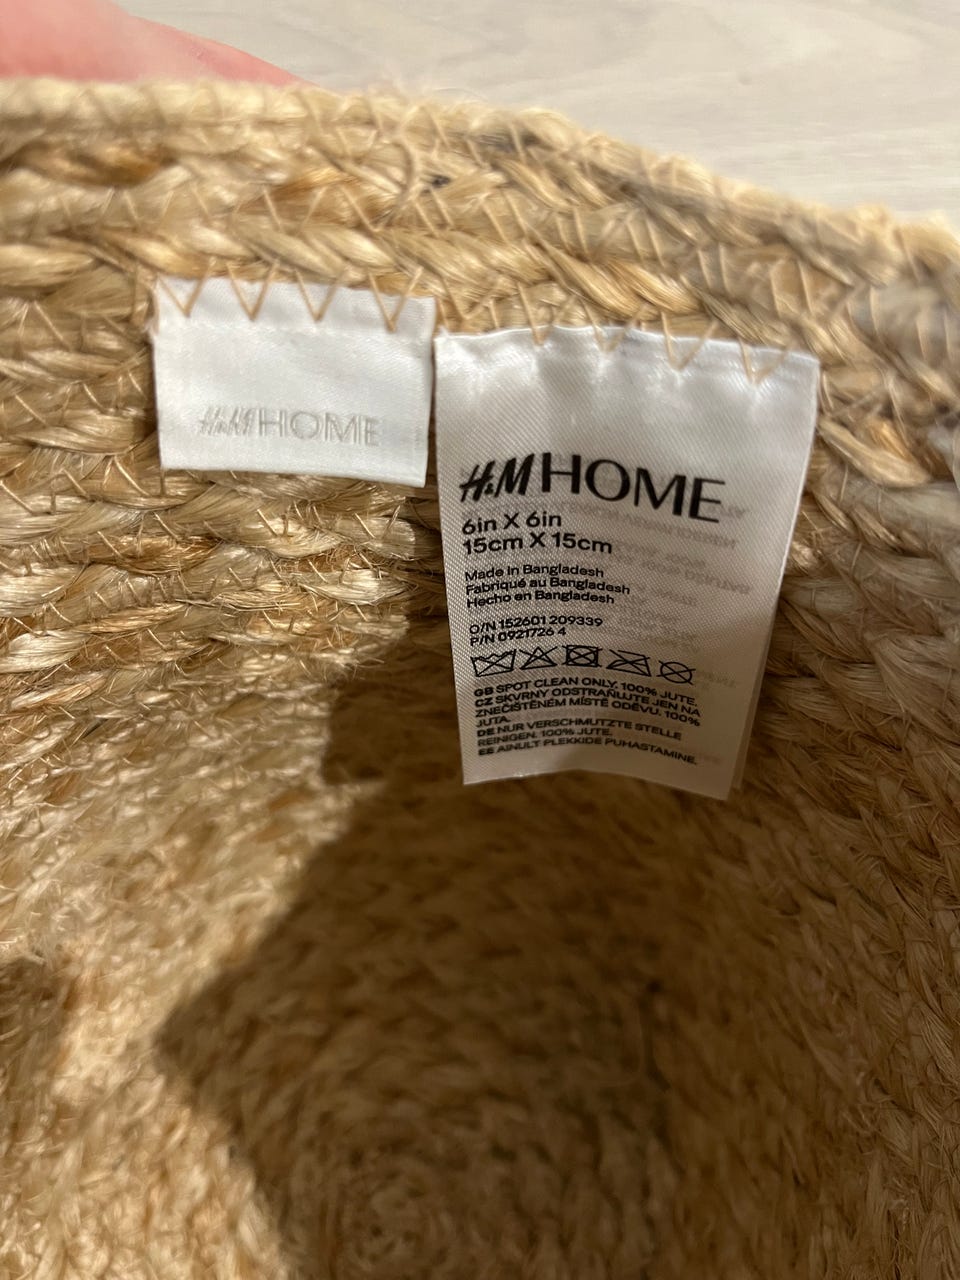 H&M HOME
H&M HOME
6in X 6in
15cm X 15cm
Made in Bangladesh
Fabriqué au Bangladesh
Hecho en Bangladesh
O/N 152601 209339
P/N 0921726 4
GB SPOT CLEAN ONLY. 100% JUTE.
CZ SKVRNY ODSTRAŇUJTE JEN NA
ZNEČIŠTĚNÉM MÍSTĚ ODĚVU. 100%
JUTA.
DE NUR VERSCHMUTZTE STELLE
REINIGEN. 100% JUTE.
EE AINULT PLEKKIDE PUHASTAMINE.